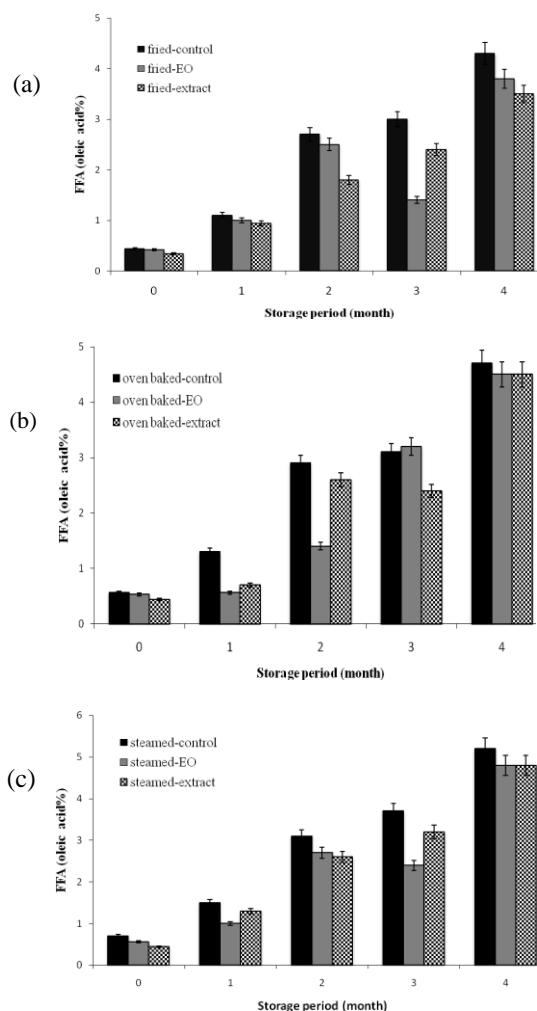 (a)
FFA (oleic acid%)
5
4
3
2
1
0
fried-control
fried-EO
fried-extract
0 1 2 3 4
Storage period (month)
(b)
FFA (oleic acid%)
5
4
3
2
1
0
oven baked-control
oven baked-EO
oven baked-extract
0 1 2 3 4
Storage period (month)
(c)
FFA (oleic acid%)
6
5
4
3
2
1
0
steamed-control
steamed-EO
steamed-extract
0 1 2 3 4
Storage period (month)